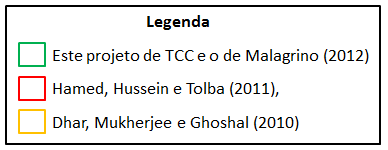 Legenda
Este projeto de TCC e o de Malagrino (2012)
Hamed, Hussein e Tolba (2011),
Dhar, Mukherjee e Ghoshal (2010)